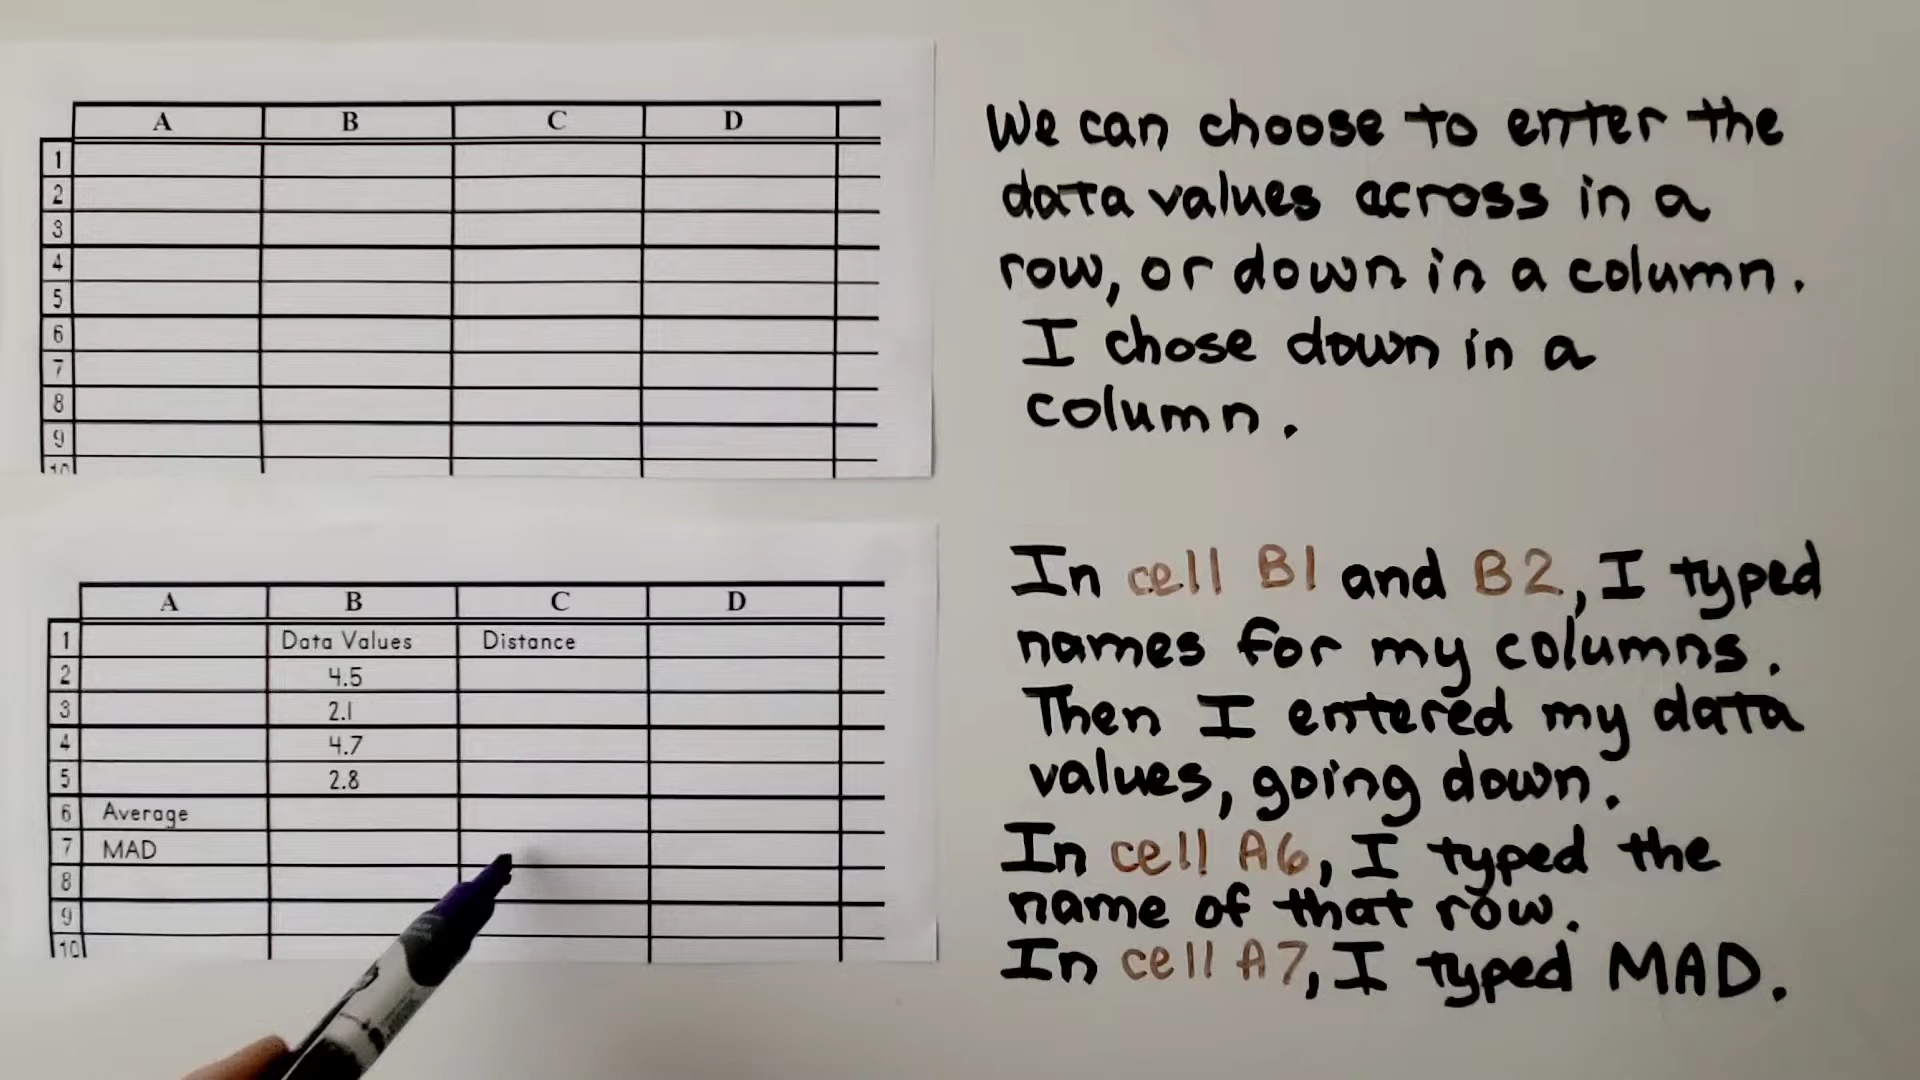 A B C D
1
2
3
4
5
6
7
8
9
10
We can choose to enter the
data values across in a
row, or down in a column.
I chose down in a
column.
A B C D
1 Data Values Distance
2 4.5
3 2.1
4 4.7
5 2.8
6 Average
7 MAD
8
9
10
In cell B1 and B2, I typed
names for my columns.
Then I entered my data
values, going down.
In cell A6, I typed the
name of that row.
In cell A7, I typed MAD.